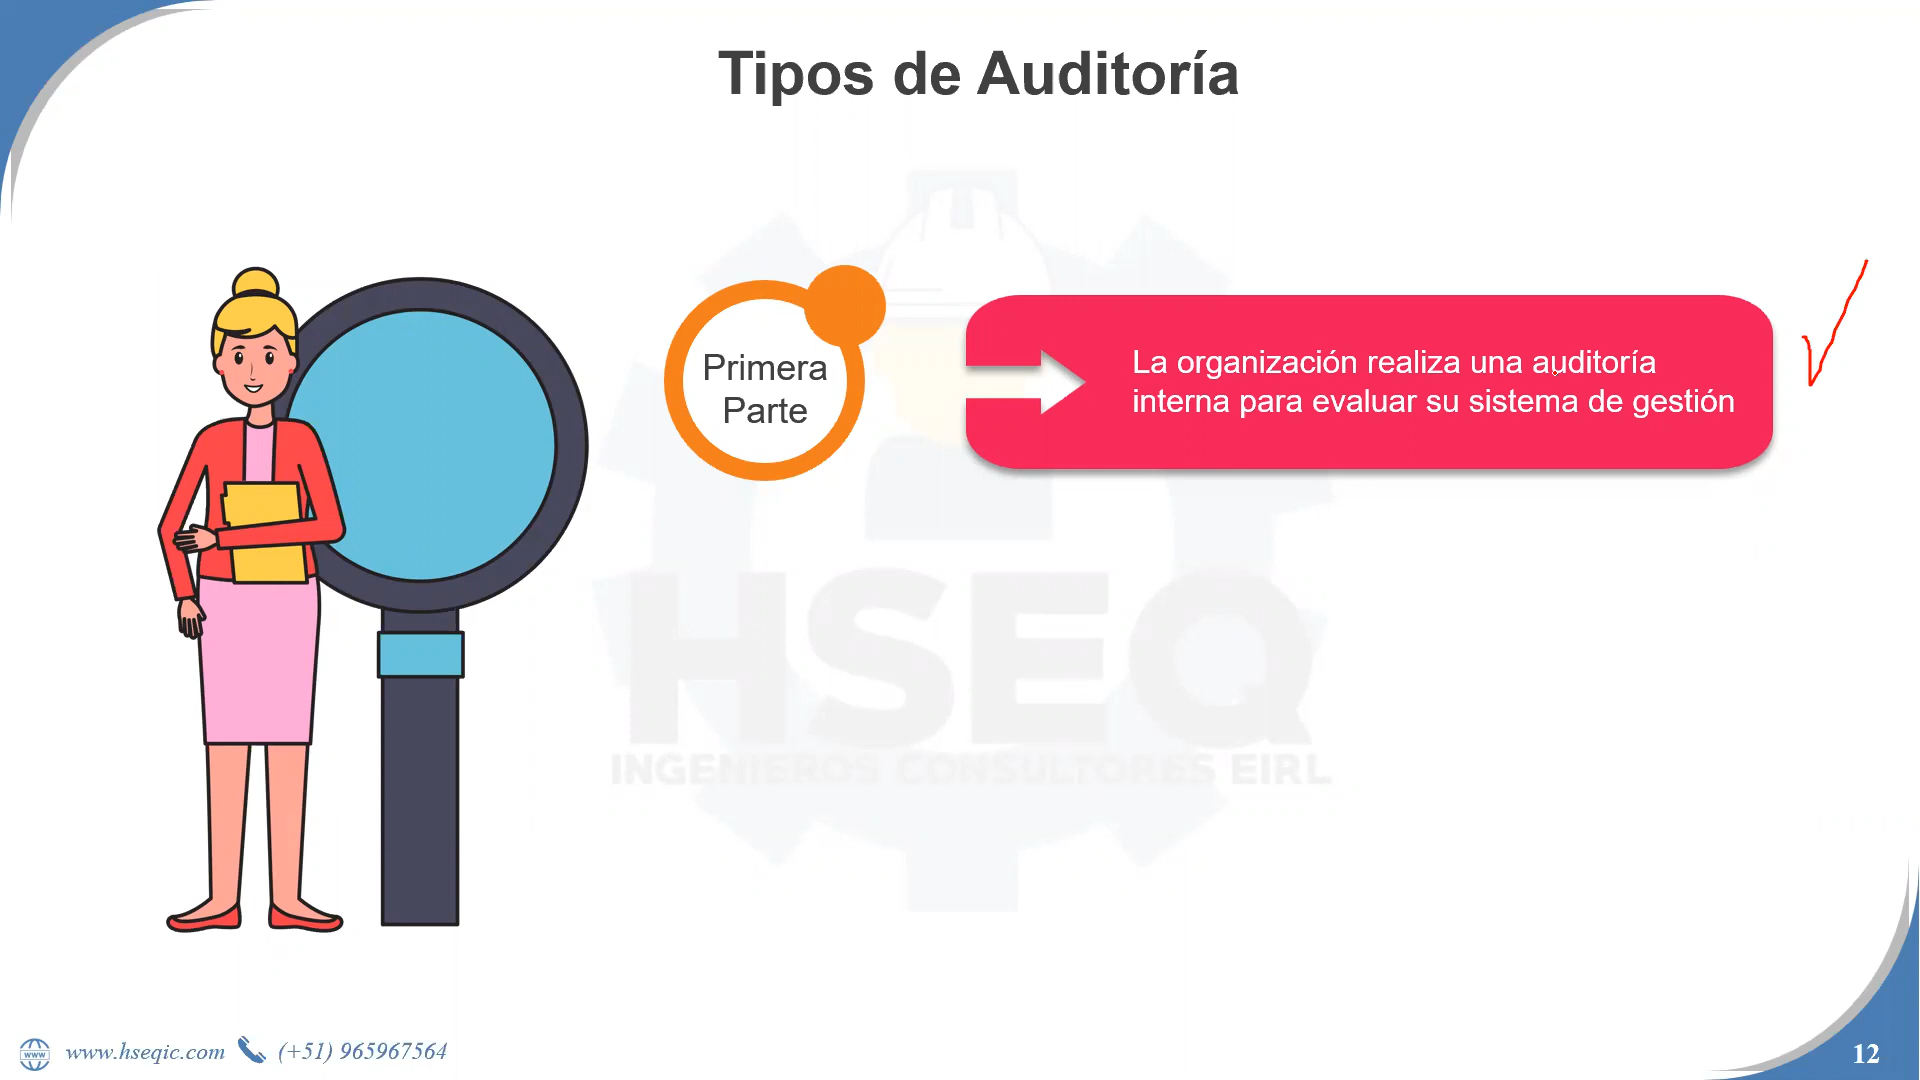 Tipos de Auditoría
Primera
Parte
La organización realiza una auditoría
interna para evaluar su sistema de gestión
HSEQ
INGENIEROS CONSULTORES EIRL
www
www.hseqic.com
(+51) 965967564
12